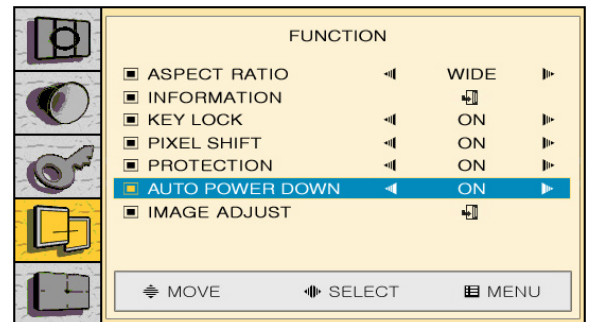 FUNCTION
ASPECT RATIO WIDE
INFORMATION
KEY LOCK ON
PIXEL SHIFT ON
PROTECTION ON
AUTO POWER DOWN ON
IMAGE ADJUST
MOVE SELECT MENU